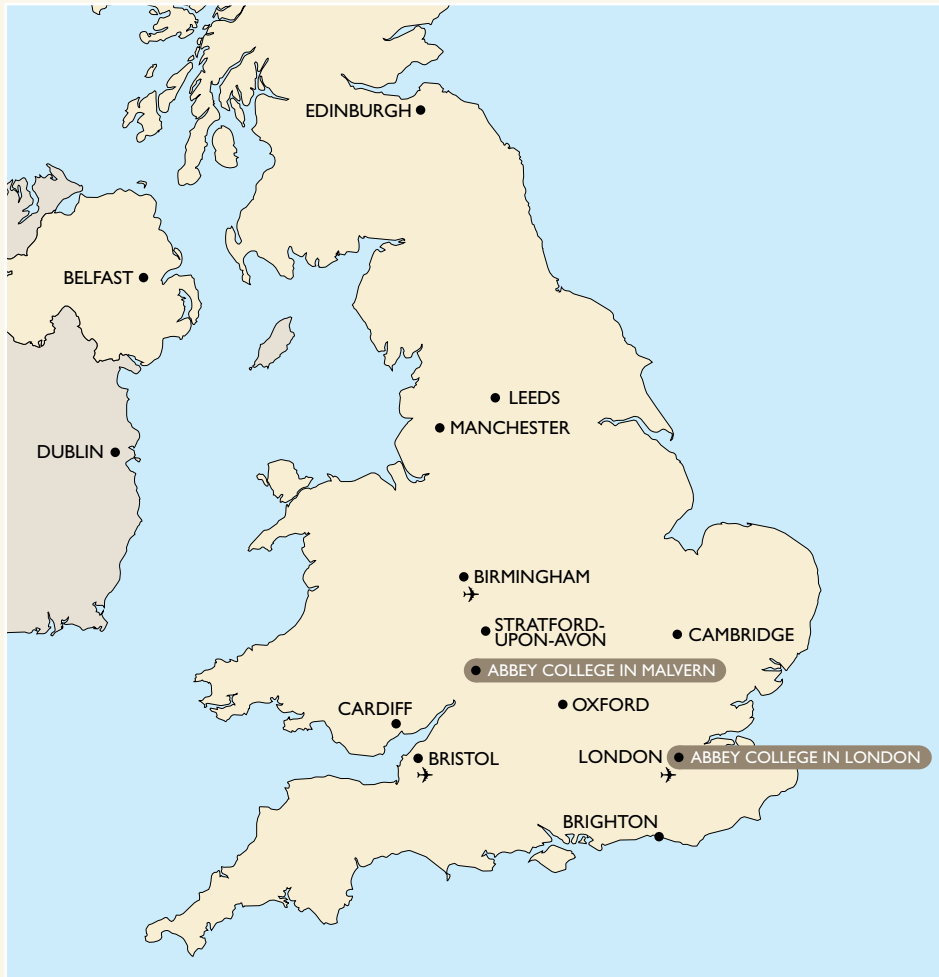 EDINBURGH
BELFAST
LEEDS
MANCHESTER
DUBLIN
BIRMINGHAM
STRATFORD-
UPON-AVON
CAMBRIDGE
ABBEY COLLEGE IN MALVERN
OXFORD
CARDIFF
BRISTOL
LONDON
ABBEY COLLEGE IN LONDON
BRIGHTON